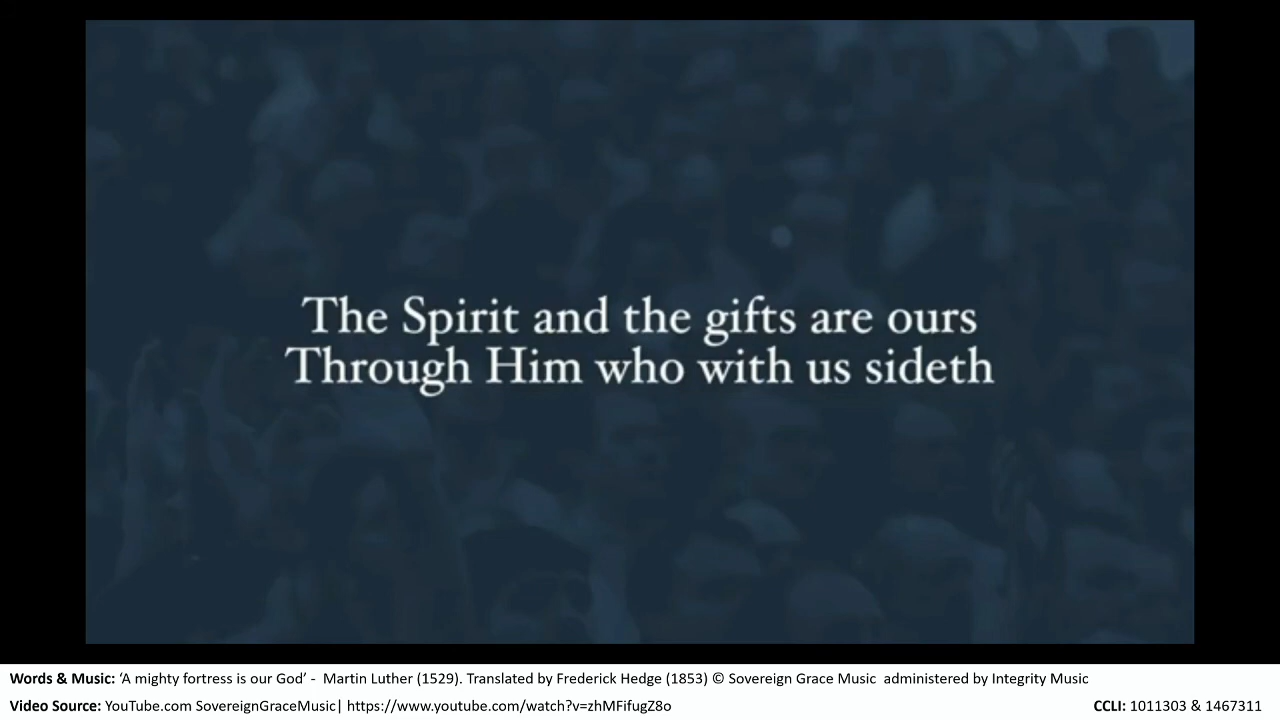 The Spirit and the gifts are ours
Through Him who with us sideth
Words & Music: ‘A mighty fortress is our God’ - Martin Luther (1529). Translated by Frederick Hedge (1853) © Sovereign Grace Music administered by Integrity Music
Video Source: YouTube.com SovereignGraceMusic| https://www.youtube.com/watch?v=zhMFifugZ8o CCLI: 1011303 & 1467311